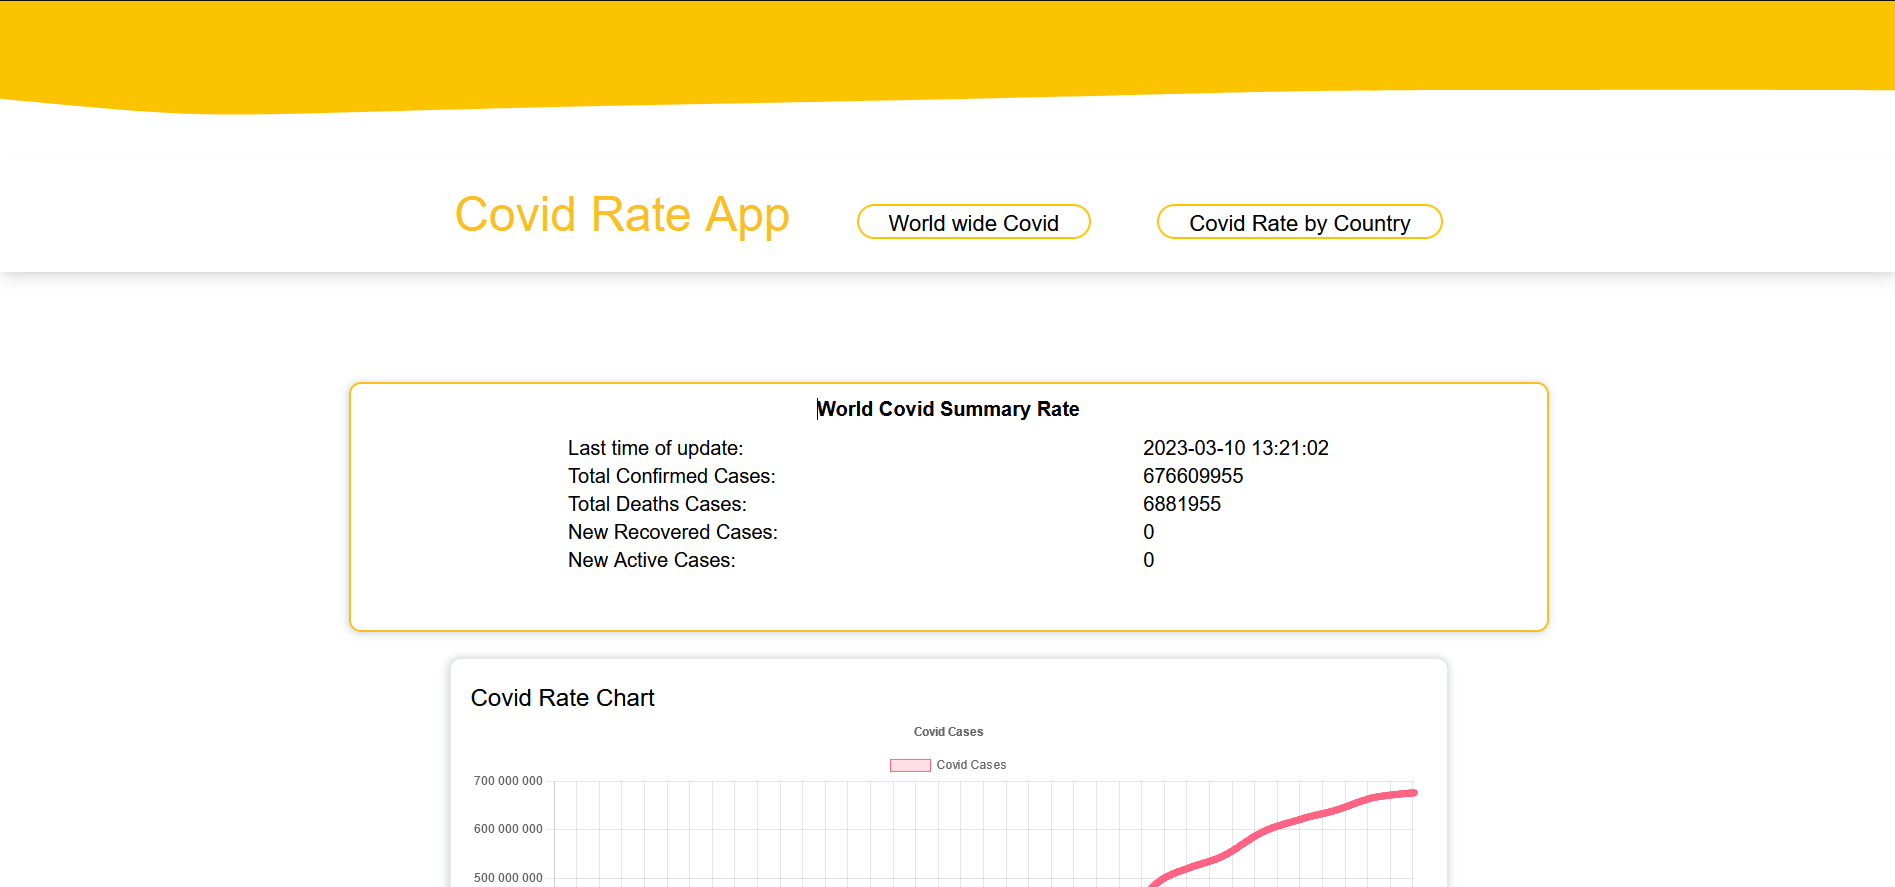 Covid Rate App
World wide Covid
Covid Rate by Country
World Covid Summary Rate
Last time of update: 2023-03-10 13:21:02
Total Confirmed Cases: 676609955
Total Deaths Cases: 6881955
New Recovered Cases: 0
New Active Cases: 0
Covid Rate Chart
Covid Cases
Covid Cases
700 000 000
600 000 000
500 000 000